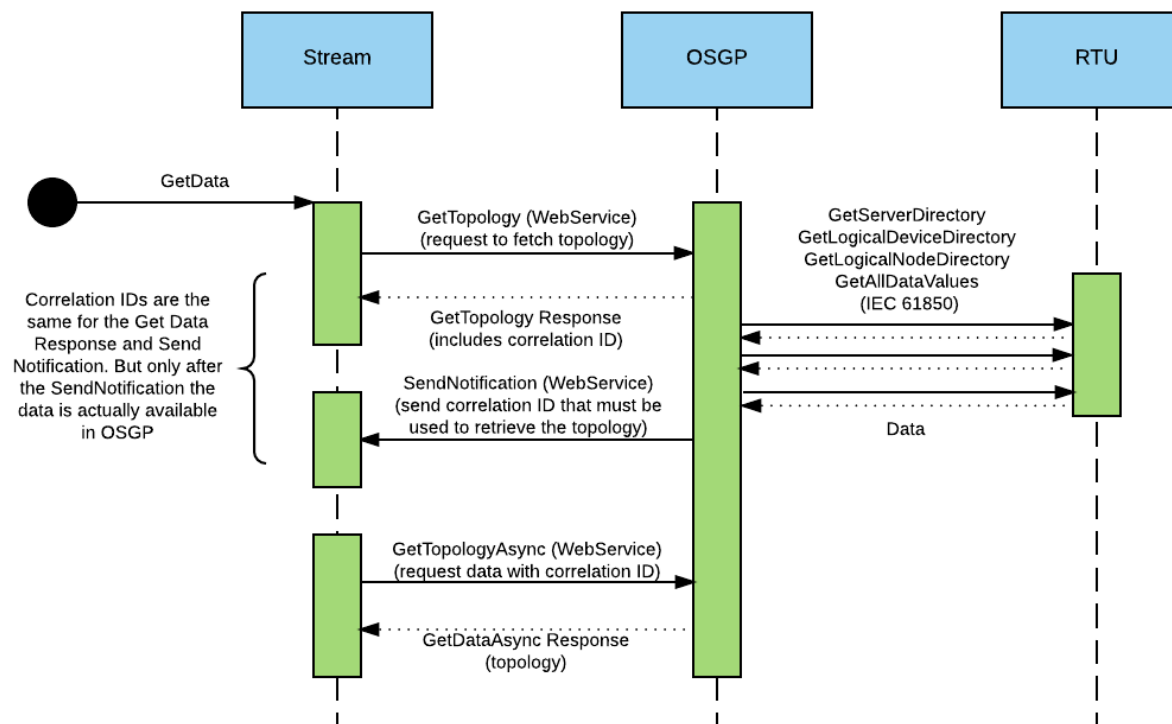 Stream
OSGP
RTU
GetData
GetTopology (WebService)
(request to fetch topology)
GetServerDirectory
GetLogicalDeviceDirectory
GetLogicalNodeDirectory
GetAllDataValues
(IEC 61850)
Correlation IDs are the
same for the Get Data
Response and Send
Notification. But only after
the SendNotification the
data is actually available
in OSGP
GetTopology Response
(includes correlation ID)
SendNotification (WebService)
(send correlation ID that must be
used to retrieve the topology)
Data
GetTopologyAsync (WebService)
(request data with correlation ID)
GetDataAsync Response
(topology)